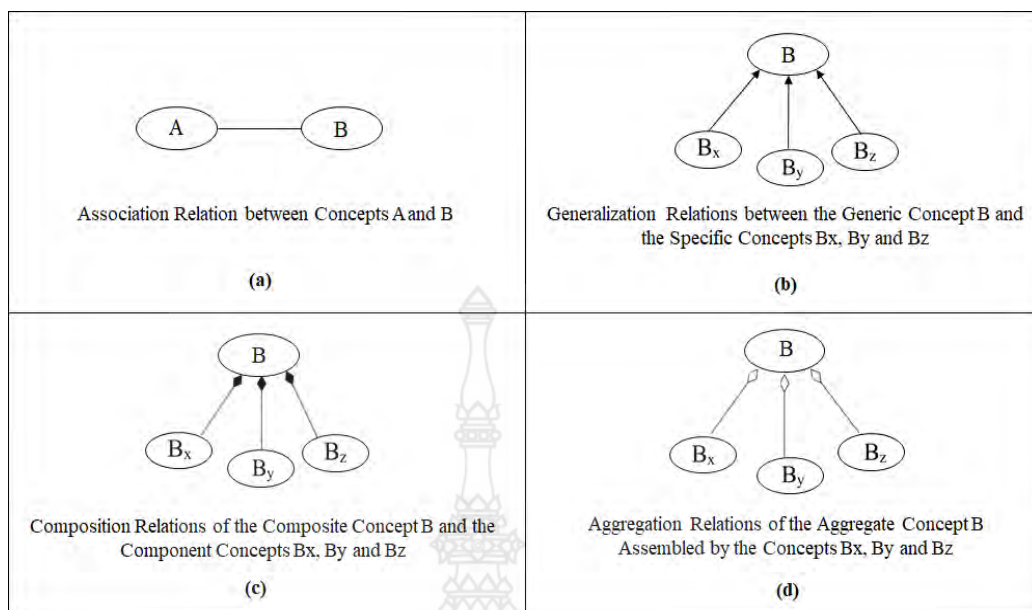 A
B
Association Relation between Concepts A and B
(a)
B
Bx
By
Bz
Generalization Relations between the Generic Concept B and
the Specific Concepts Bx, By and Bz
(b)
B
Bx
By
Bz
Composition Relations of the Composite Concept B and the
Component Concepts Bx, By and Bz
(c)
B
Bx
By
Bz
Aggregation Relations of the Aggregate Concept B
Assembled by the Concepts Bx, By and Bz
(d)